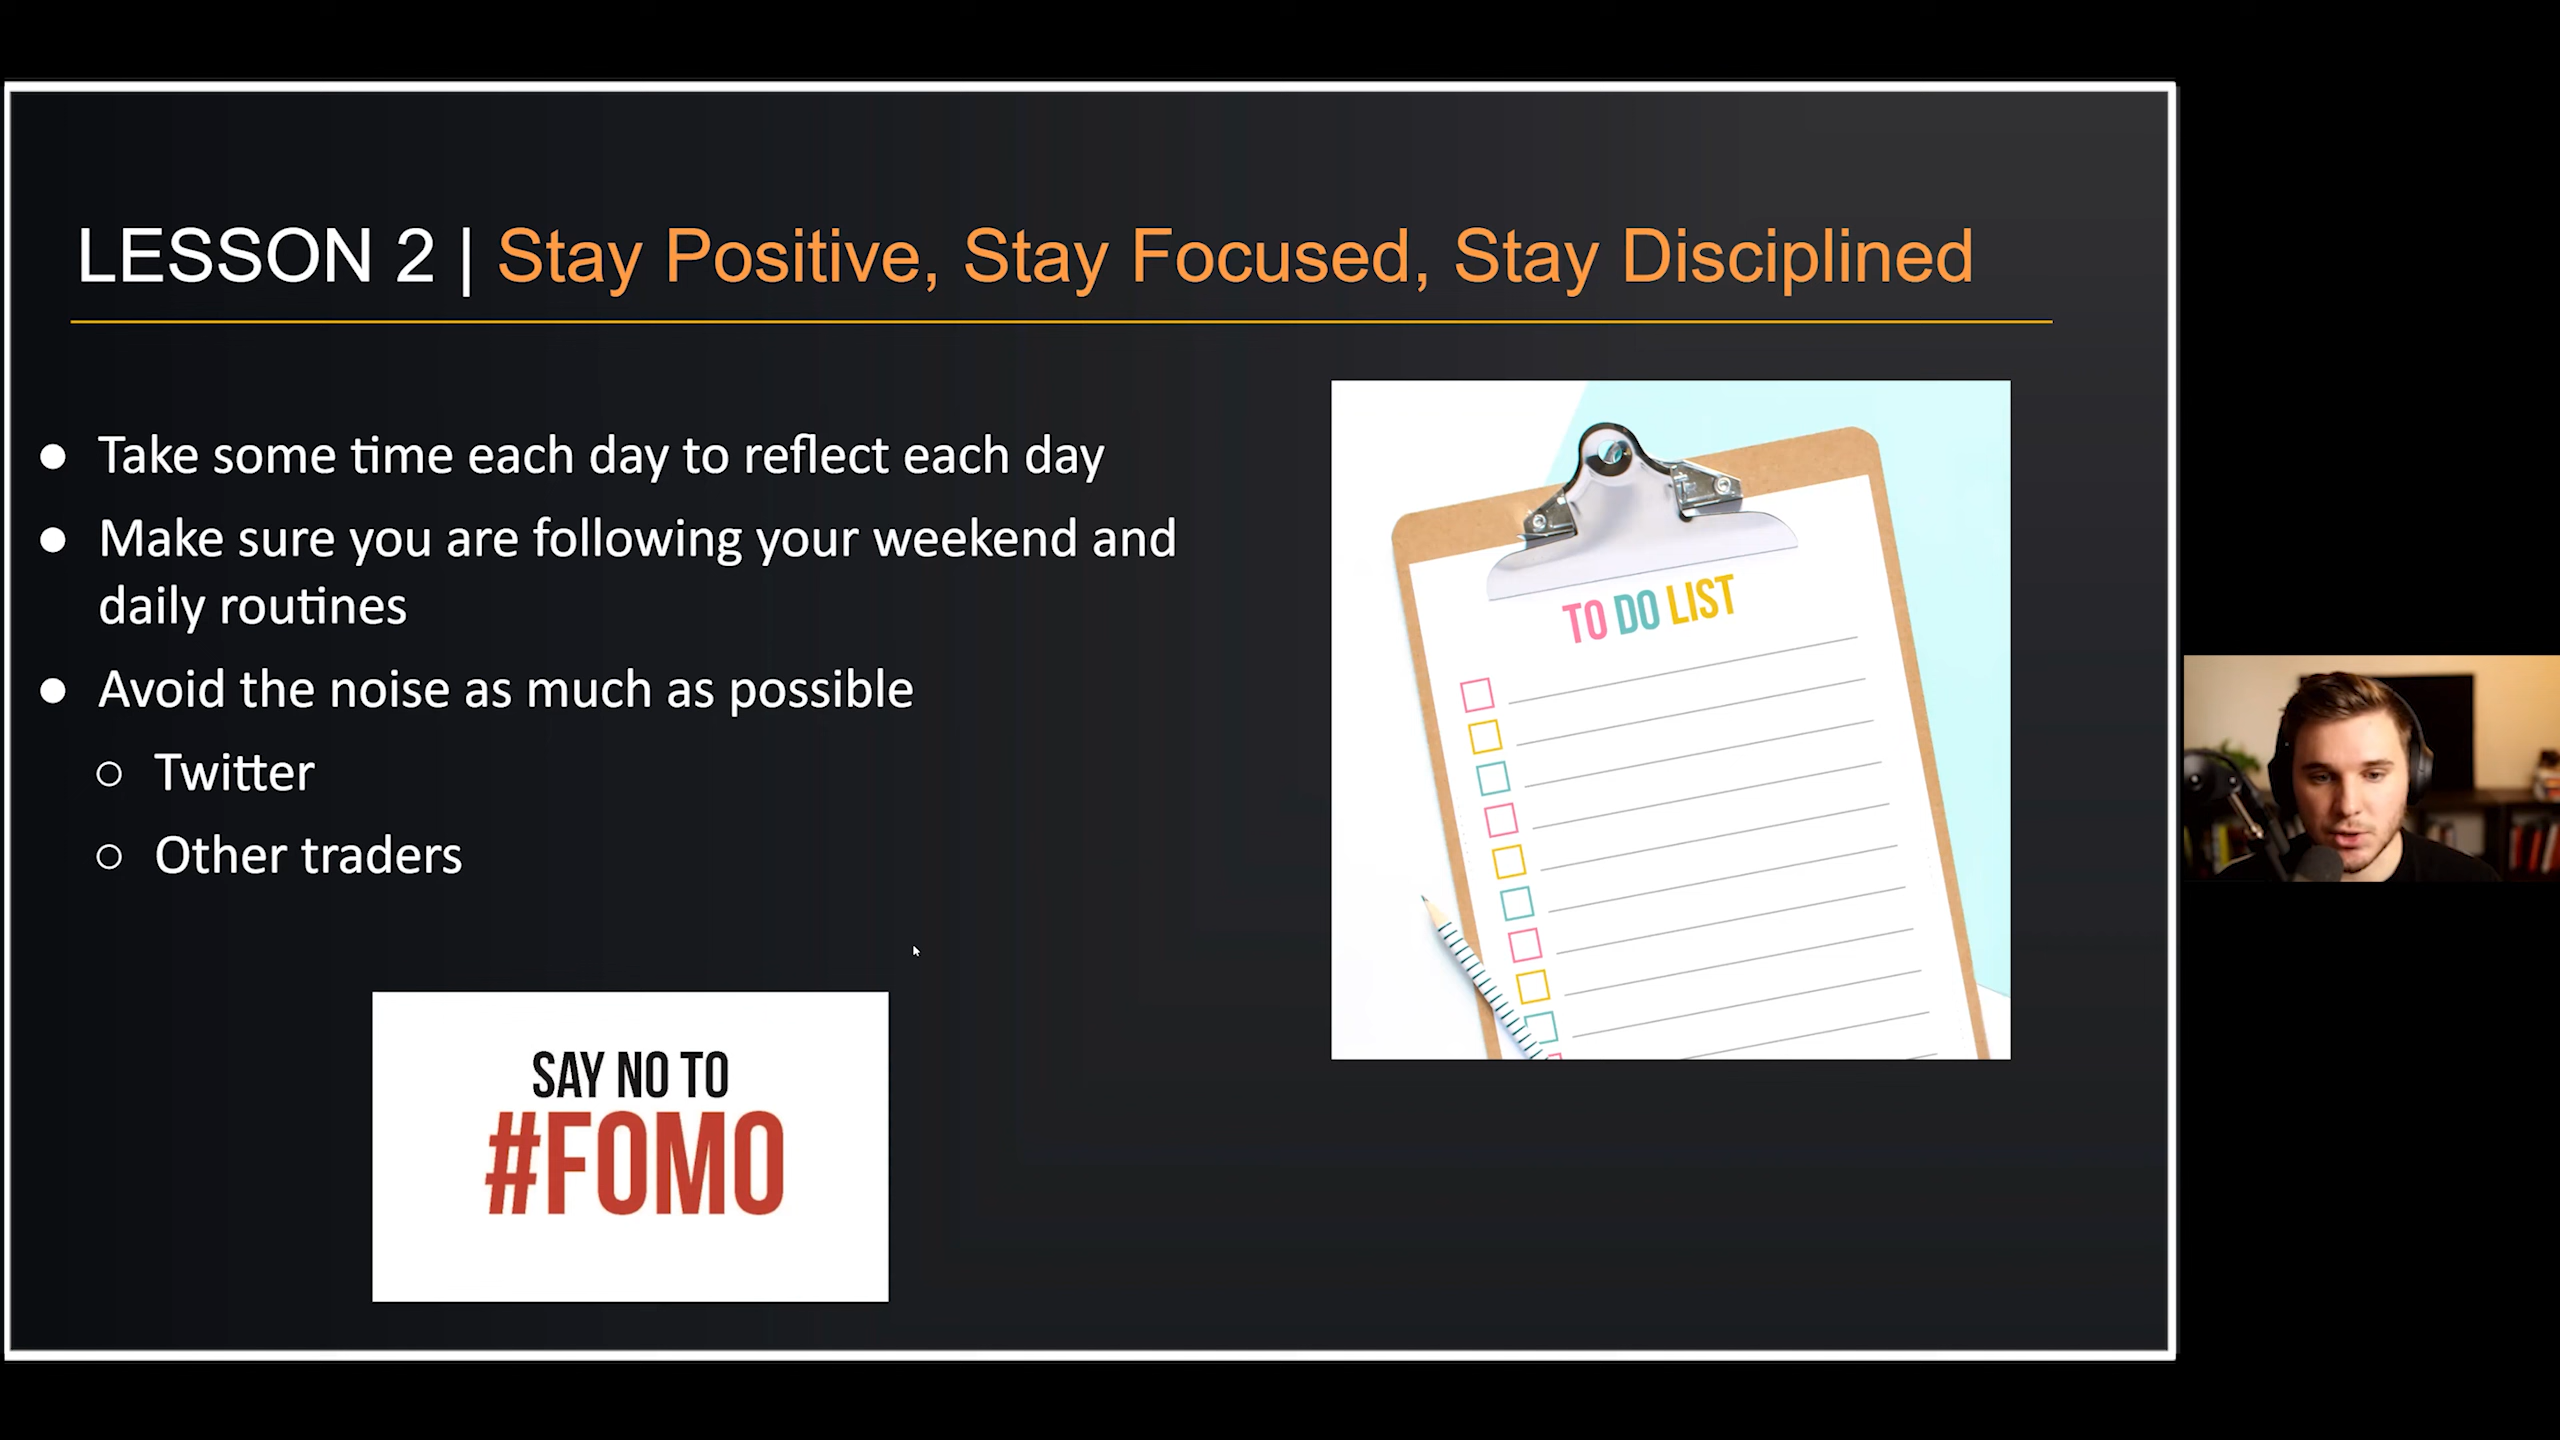 LESSON 2 | Stay Positive, Stay Focused, Stay Disciplined
● Take some time each day to reflect each day
● Make sure you are following your weekend and
daily routines
● Avoid the noise as much as possible
○ Twitter
○ Other traders
SAY NO TO
#FOMO
TO DO LIST